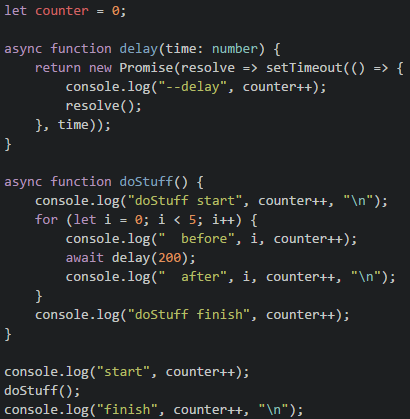 let counter = 0;

async function delay(time: number) {
    return new Promise(resolve => setTimeout(() => {
        console.log("--delay", counter++);
        resolve();
    }, time));
}

async function doStuff() {
    console.log("doStuff start", counter++, "\n");
    for (let i = 0; i < 5; i++) {
        console.log("  before", i, counter++);
        await delay(200);
        console.log("  after", i, counter++, "\n");
    }
    console.log("doStuff finish", counter++);
}

console.log("start", counter++);
doStuff();
console.log("finish", counter++, "\n");